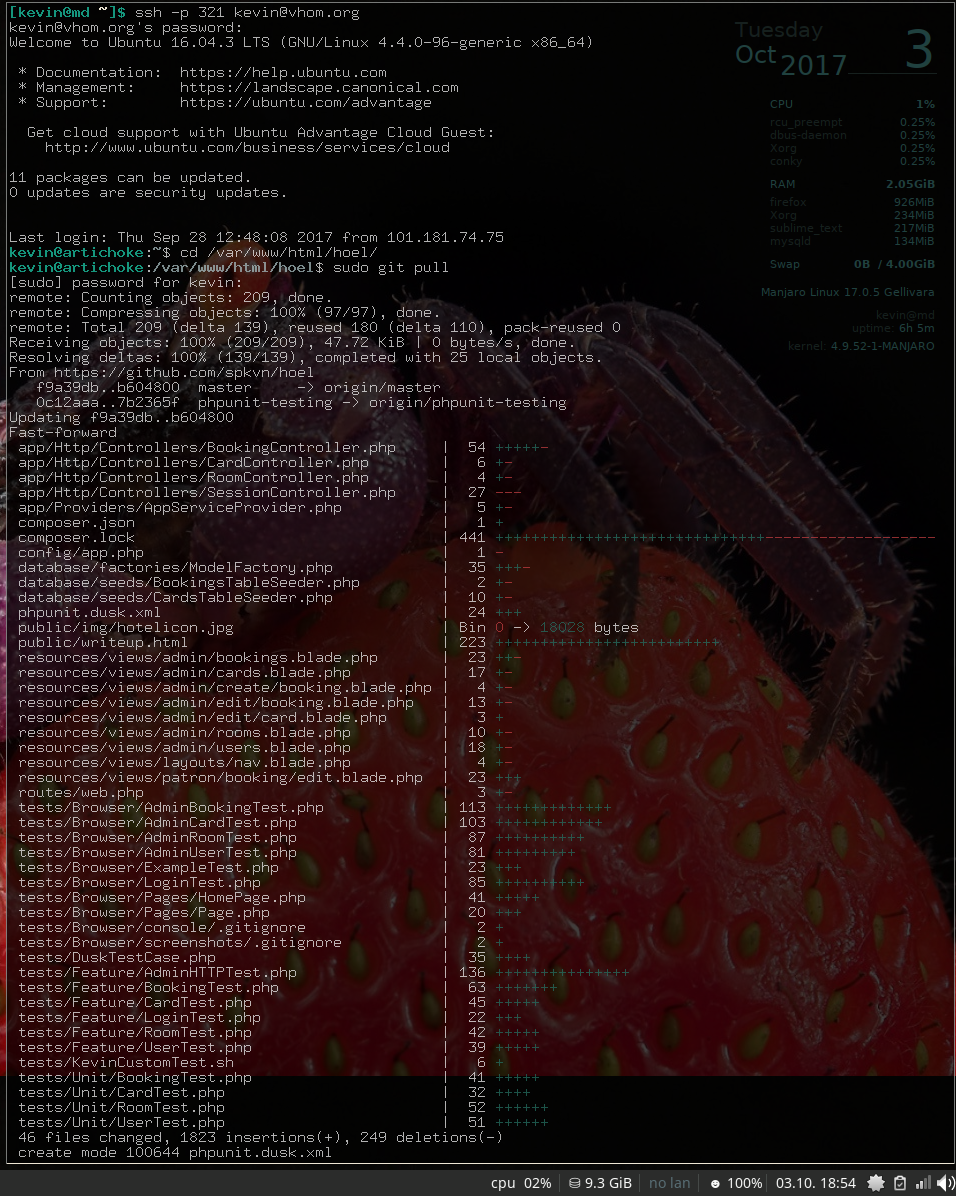 [kevin@md ~]$ ssh -p 321 kevin@vhom.org
kevin@vhom.org's password:
Welcome to Ubuntu 16.04.3 LTS (GNU/Linux 4.4.0-96-generic x86_64)
* Documentation:  https://help.ubuntu.com
* Management:     https://landscape.canonical.com
* Support:        https://ubuntu.com/advantage
Get cloud support with Ubuntu Advantage Cloud Guest:
http://www.ubuntu.com/business/services/cloud
11 packages can be updated.
0 updates are security updates.
Last login: Thu Sep 28 12:48:08 2017 from 101.181.74.75
kevin@artichoke:~$ cd /var/www/html/hoel/
kevin@artichoke:/var/www/html/hoel$ sudo git pull
[sudo] password for kevin:
remote: Counting objects: 209, done.
remote: Compressing objects: 100% (97/97), done.
remote: Total 209 (delta 139), reused 180 (delta 110), pack-reused 0
Receiving objects: 100% (209/209), 47.72 KiB | 0 bytes/s, done.
Resolving deltas: 100% (139/139), completed with 25 local objects.
From https://github.com/spkvn/hoel
f9a39db..b604800  master     -> origin/master
0c12aaa..7b2365f  phpunit-testing -> origin/phpunit-testing
Updating f9a39db..b604800
Fast-forward
app/Http/Controllers/BookingController.php     |  54 +++++-
app/Http/Controllers/CardController.php        |   6 +-
app/Http/Controllers/RoomController.php        |   4 +-
app/Http/Controllers/SessionController.php     |  27 ---
app/Providers/AppServiceProvider.php           |   5 +-
composer.json                                  |   1 +
composer.lock                                  | 441 ++++++++++++++++++++++++++++++-------------------
config/app.php                                 |   1 -
database/factories/ModelFactory.php            |  35 +++-
database/seeds/BookingsTableSeeder.php         |   2 +-
database/seeds/CardsTableSeeder.php            |  10 +-
phpunit.dusk.xml                               |  24 +++
public/img/hotelicon.jpg                       | Bin 0 -> 18028 bytes
public/writeup.html                            | 223 +++++++++++++++++++++++++
resources/views/admin/bookings.blade.php       |  23 ++-
resources/views/admin/cards.blade.php          |  17 +-
resources/views/admin/create/booking.blade.php |   4 +-
resources/views/admin/edit/booking.blade.php   |  13 +-
resources/views/admin/edit/card.blade.php      |   3 +
resources/views/admin/rooms.blade.php          |  10 +-
resources/views/admin/users.blade.php          |  18 +-
resources/views/layouts/nav.blade.php          |   4 +-
resources/views/patron/booking/edit.blade.php  |  23 +++
routes/web.php                                 |   3 +-
tests/Browser/AdminBookingTest.php             | 113 +++++++++++++
tests/Browser/AdminCardTest.php                | 103 ++++++++++++
tests/Browser/AdminRoomTest.php                |  87 ++++++++++
tests/Browser/AdminUserTest.php                |  81 +++++++++
tests/Browser/ExampleTest.php                  |  23 +++
tests/Browser/LoginTest.php                    |  85 ++++++++++
tests/Browser/Pages/HomePage.php               |  41 +++++
tests/Browser/Pages/Page.php                   |  20 +++
tests/Browser/console/.gitignore               |   2 +
tests/Browser/screenshots/.gitignore           |   2 +
tests/DuskTestCase.php                         |  35 ++++
tests/Feature/AdminHTTPTest.php                | 136 +++++++++++++++
tests/Feature/BookingTest.php                  |  63 +++++++
tests/Feature/CardTest.php                     |  45 +++++
tests/Feature/LoginTest.php                    |  22 +++
tests/Feature/RoomTest.php                     |  42 +++++
tests/Feature/UserTest.php                     |  39 +++++
tests/KevinCustomTest.sh                       |   6 +
tests/Unit/BookingTest.php                     |  41 +++++
tests/Unit/CardTest.php                        |  32 ++++
tests/Unit/RoomTest.php                        |  52 ++++++
tests/Unit/UserTest.php                        |  51 ++++++
46 files changed, 1823 insertions(+), 249 deletions(-)
create mode 100644 phpunit.dusk.xml
Tuesday
Oct 2017 3
CPU 1%
rcu_preempt 0.25%
dbus-daemon 0.25%
Xorg 0.25%
conky 0.25%
RAM 2.05GiB
firefox 926MiB
Xorg 234MiB
sublime_text 217MiB
mysqld 134MiB
Swap 0B / 4.00GiB
Manjaro Linux 17.0.5 Gellivara
kevin@md
uptime: 6h 5m
kernel: 4.9.52-1-MANJARO
cpu 02% 9.3 GiB no lan 100% 03.10. 18:54